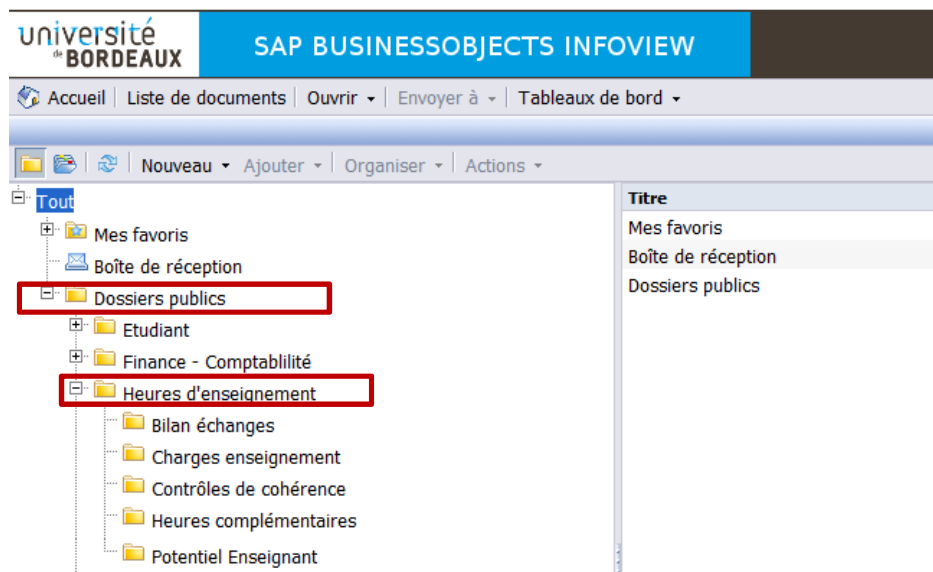 université
de BORDEAUX
SAP BUSINESSOBJECTS INFOVIEW
Accueil | Liste de documents | Ouvrir | Envoyer à | Tableaux de bord
Nouveau Ajouter | Organiser | Actions
Tout
Titre
Mes favoris
Mes favoris
Boîte de réception
Boîte de réception
Dossiers publics
Dossiers publics
Etudiant
Finance - Comptablilité
Heures d'enseignement
Bilan échanges
Charges enseignement
Contrôles de cohérence
Heures complémentaires
Potentiel Enseignant